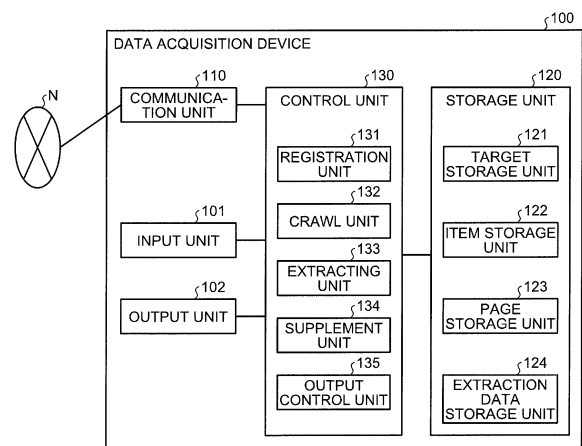 100
DATA ACQUISITION DEVICE
N
110
COMMUNICA-
TION UNIT
101
INPUT UNIT
102
OUTPUT UNIT
130
CONTROL UNIT
131
REGISTRATION
UNIT
132
CRAWL UNIT
133
EXTRACTING
UNIT
134
SUPPLEMENT
UNIT
135
OUTPUT
CONTROL UNIT
120
STORAGE UNIT
121
TARGET
STORAGE UNIT
122
ITEM STORAGE
UNIT
123
PAGE
STORAGE UNIT
124
EXTRACTION
DATA
STORAGE UNIT